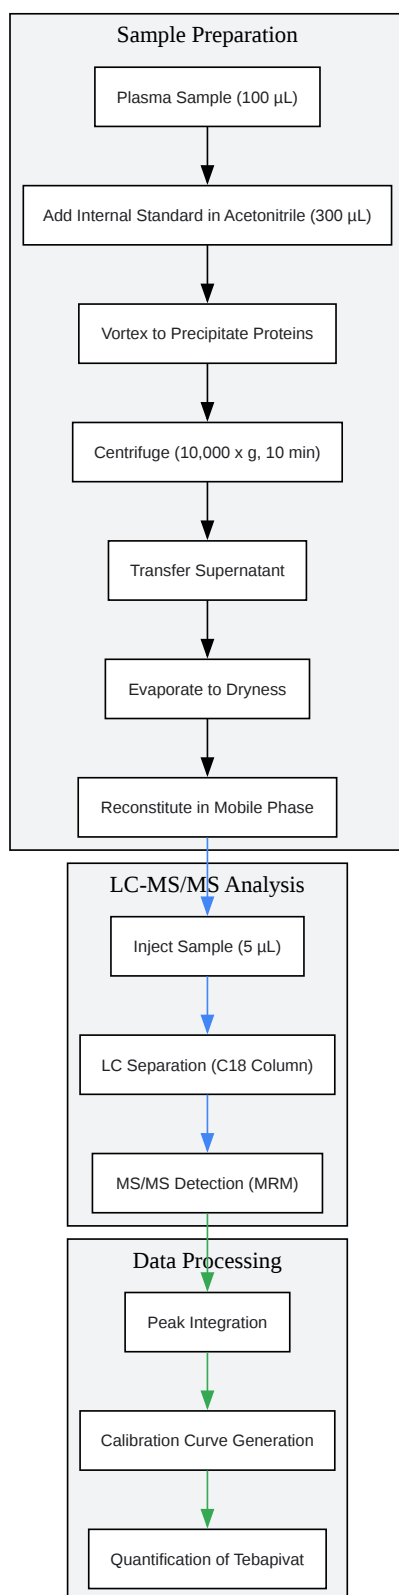 Sample Preparation
Plasma Sample (100 µL)
Add Internal Standard in Acetonitrile (300 µL)
Vortex to Precipitate Proteins
Centrifuge (10,000 x g, 10 min)
Transfer Supernatant
Evaporate to Dryness
Reconstitute in Mobile Phase
LC-MS/MS Analysis
Inject Sample (5 µL)
LC Separation (C18 Column)
MS/MS Detection (MRM)
Data Processing
Peak Integration
Calibration Curve Generation
Quantification of Tebapivat